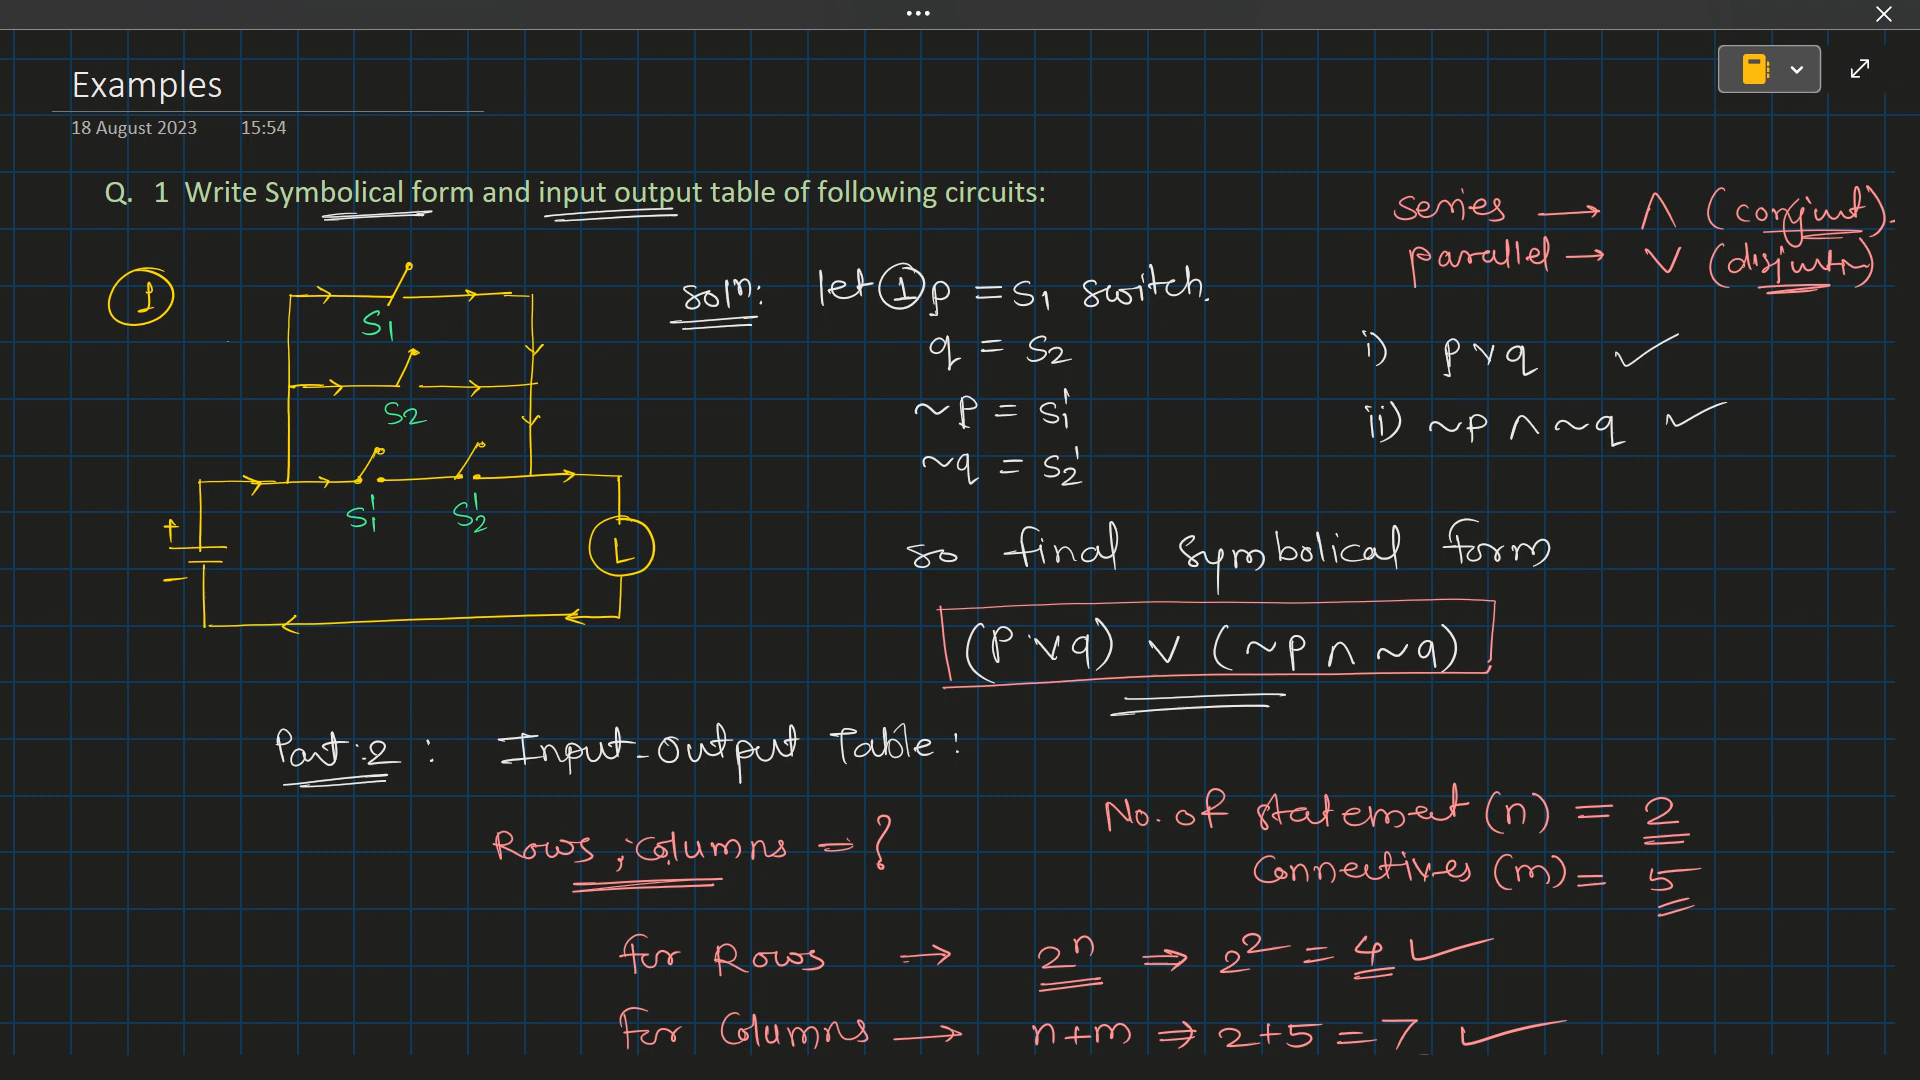 Examples
18 August 2023 15:54
Q. 1 Write Symbolical form and input output table of following circuits:
series → ∧ (conjunt).
parallel → ∨ (disjuntn)
1
S1
S2
S1' S2'
+
−
L
soln: let ① p = S1 switch.
q = S2
~p = S1'
~q = S2'
i) p∨q ✓
ii) ~p ∧ ~q ✓
so final symbolical form
(p∨q) ∨ (~p ∧ ~q)
Part:2 : Input-Output Table:
Rows, columns = ?
No. of statement (n) = 2
Connectives (m) = 5
for Rows → 2ⁿ ⇒ 2² = 4 ✓
for Columns → n+m ⇒ 2+5 = 7 ✓